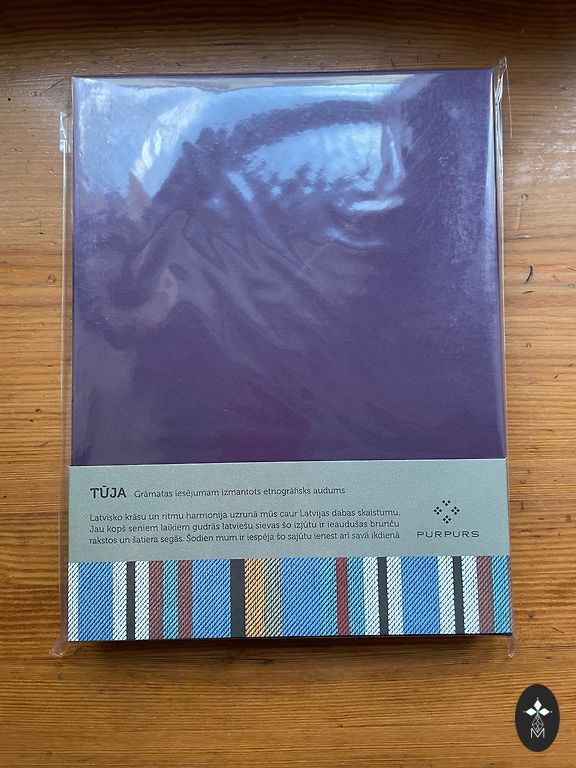 TŪJA Grāmatas iesējumam izmantots etnogrāfisks audums
Latvisko krāsu un ritmu harmonija uzrunā mūs caur Latvijas dabas skaistumu.
Jau kopš seniem laikiem gudrās latviešu sievas šo izjūtu ir ieaudušas brunču
rakstos un šatiera segās. Šodien mum ir iespēja šo sajūtu ienest arī savā ikdienā
PURPURS
M